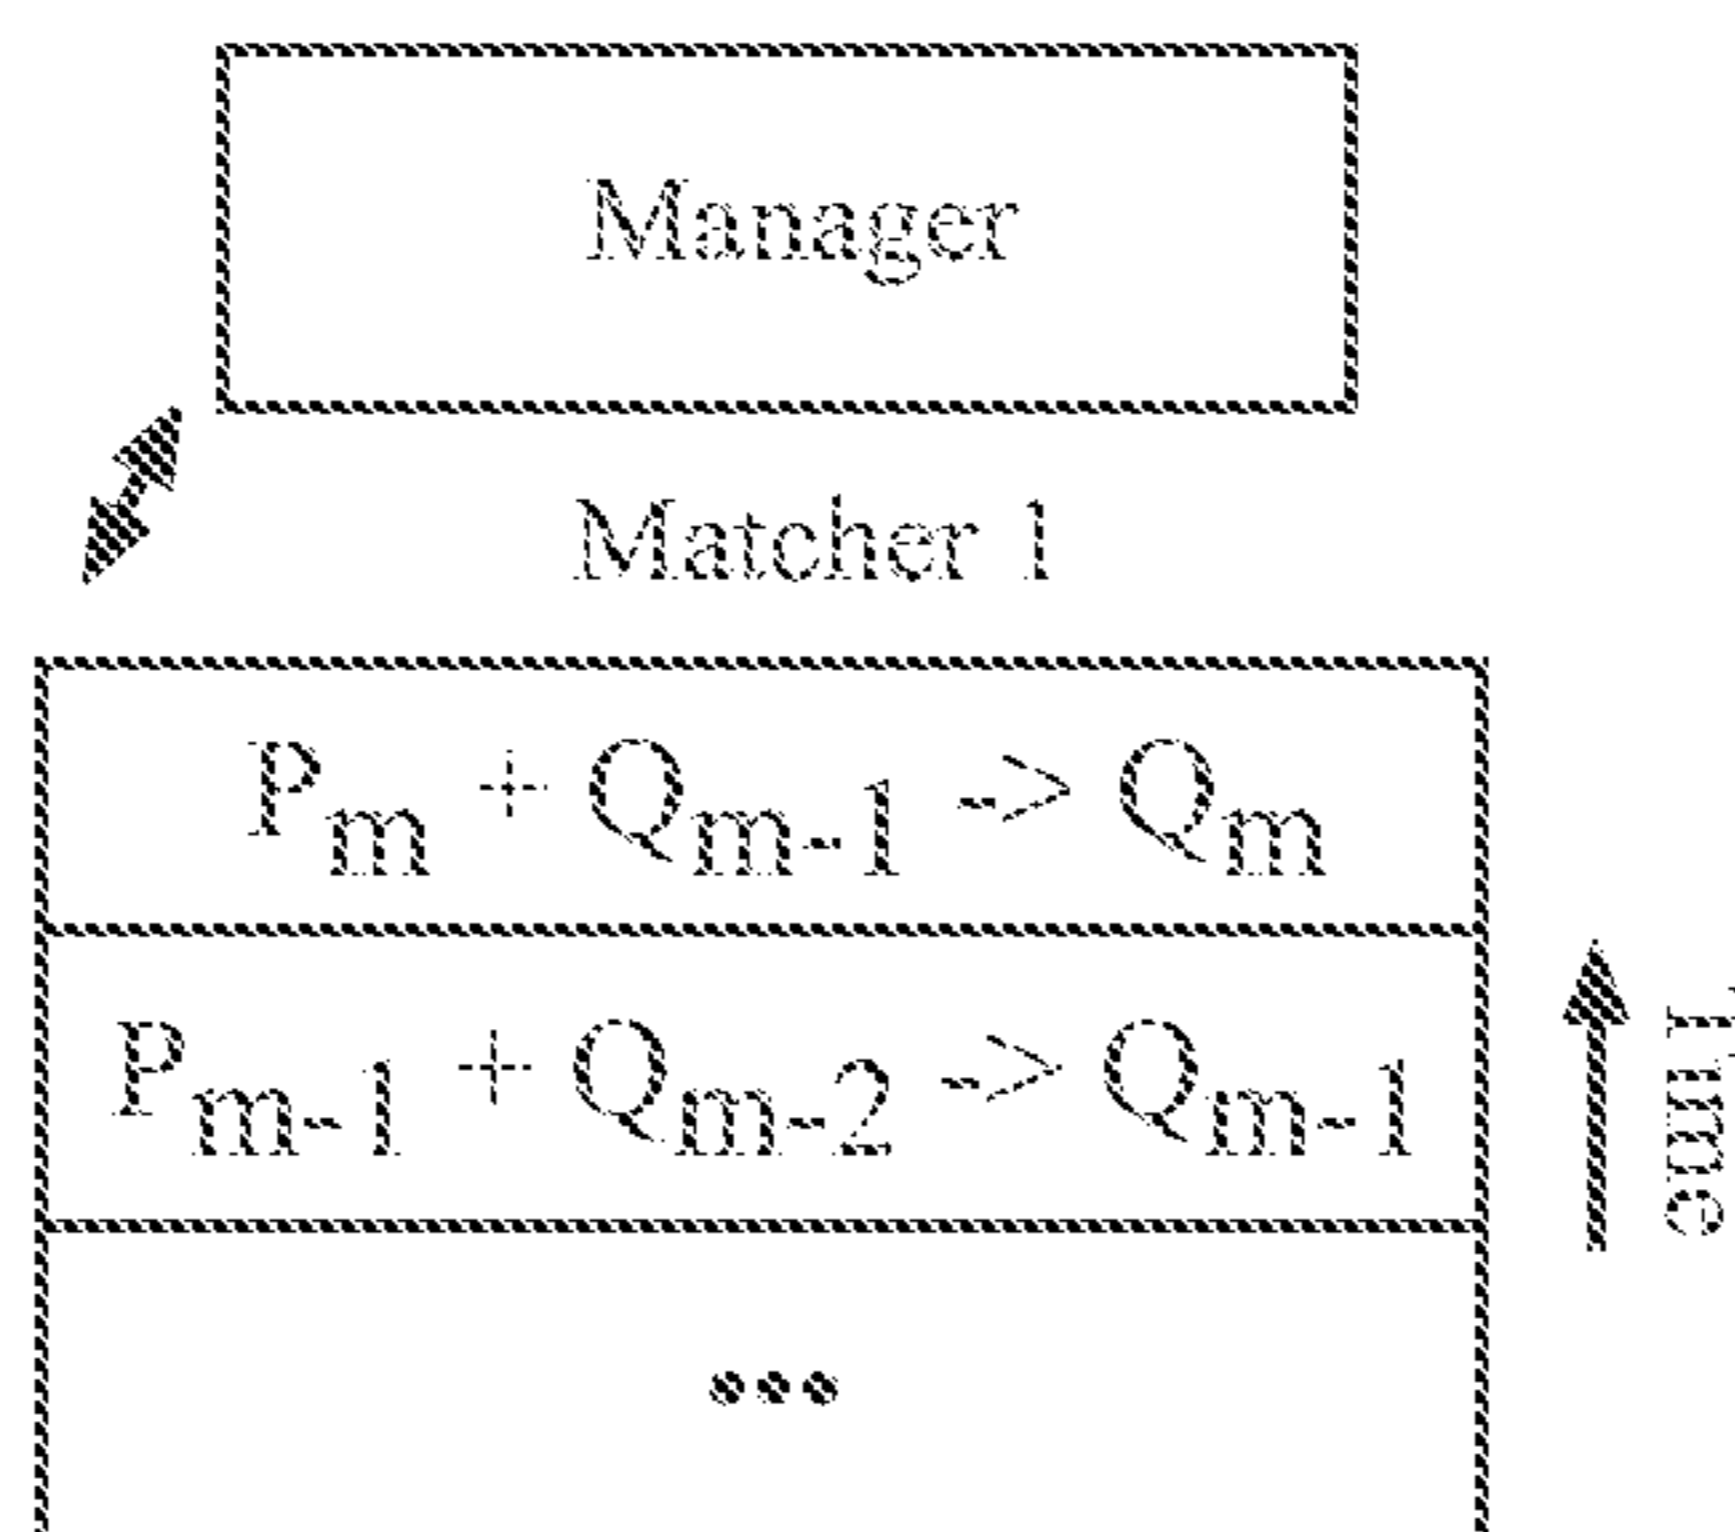 Manager
Matcher 1
Pm + Qm-1 -> Qm
Pm-1 + Qm-2 -> Qm-1
Time
•••